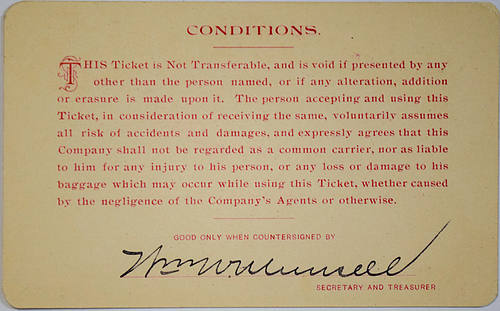 CONDITIONS.
THIS Ticket is Not Transferable, and is void if presented by any
other than the person named, or if any alteration, addition
or erasure is made upon it. The person accepting and using this
Ticket, in consideration of receiving the same, voluntarily assumes
all risk of accidents and damages, and expressly agrees that this
Company shall not be regarded as a common carrier, nor as liable
to him for any injury to his person, or any loss or damage to his
baggage which may occur while using this Ticket, whether caused
by the negligence of the Company's Agents or otherwise.
GOOD ONLY WHEN COUNTERSIGNED BY
Wm W. Munsell
SECRETARY AND TREASURER